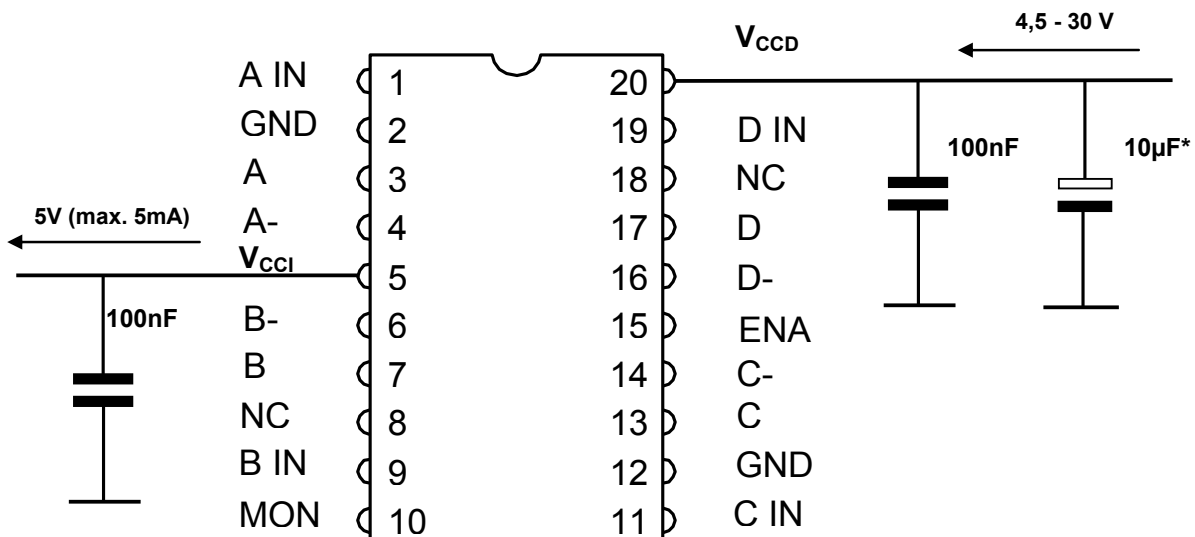 4,5 - 30 V
VCCD
A IN 1 20
GND 2 19 D IN
100nF 10µF*
A 3 18 NC
5V (max. 5mA)
A- 4 17 D
VCCI 5 16 D-
100nF
B- 6 15 ENA
B 7 14 C-
NC 8 13 C
B IN 9 12 GND
MON 10 11 C IN